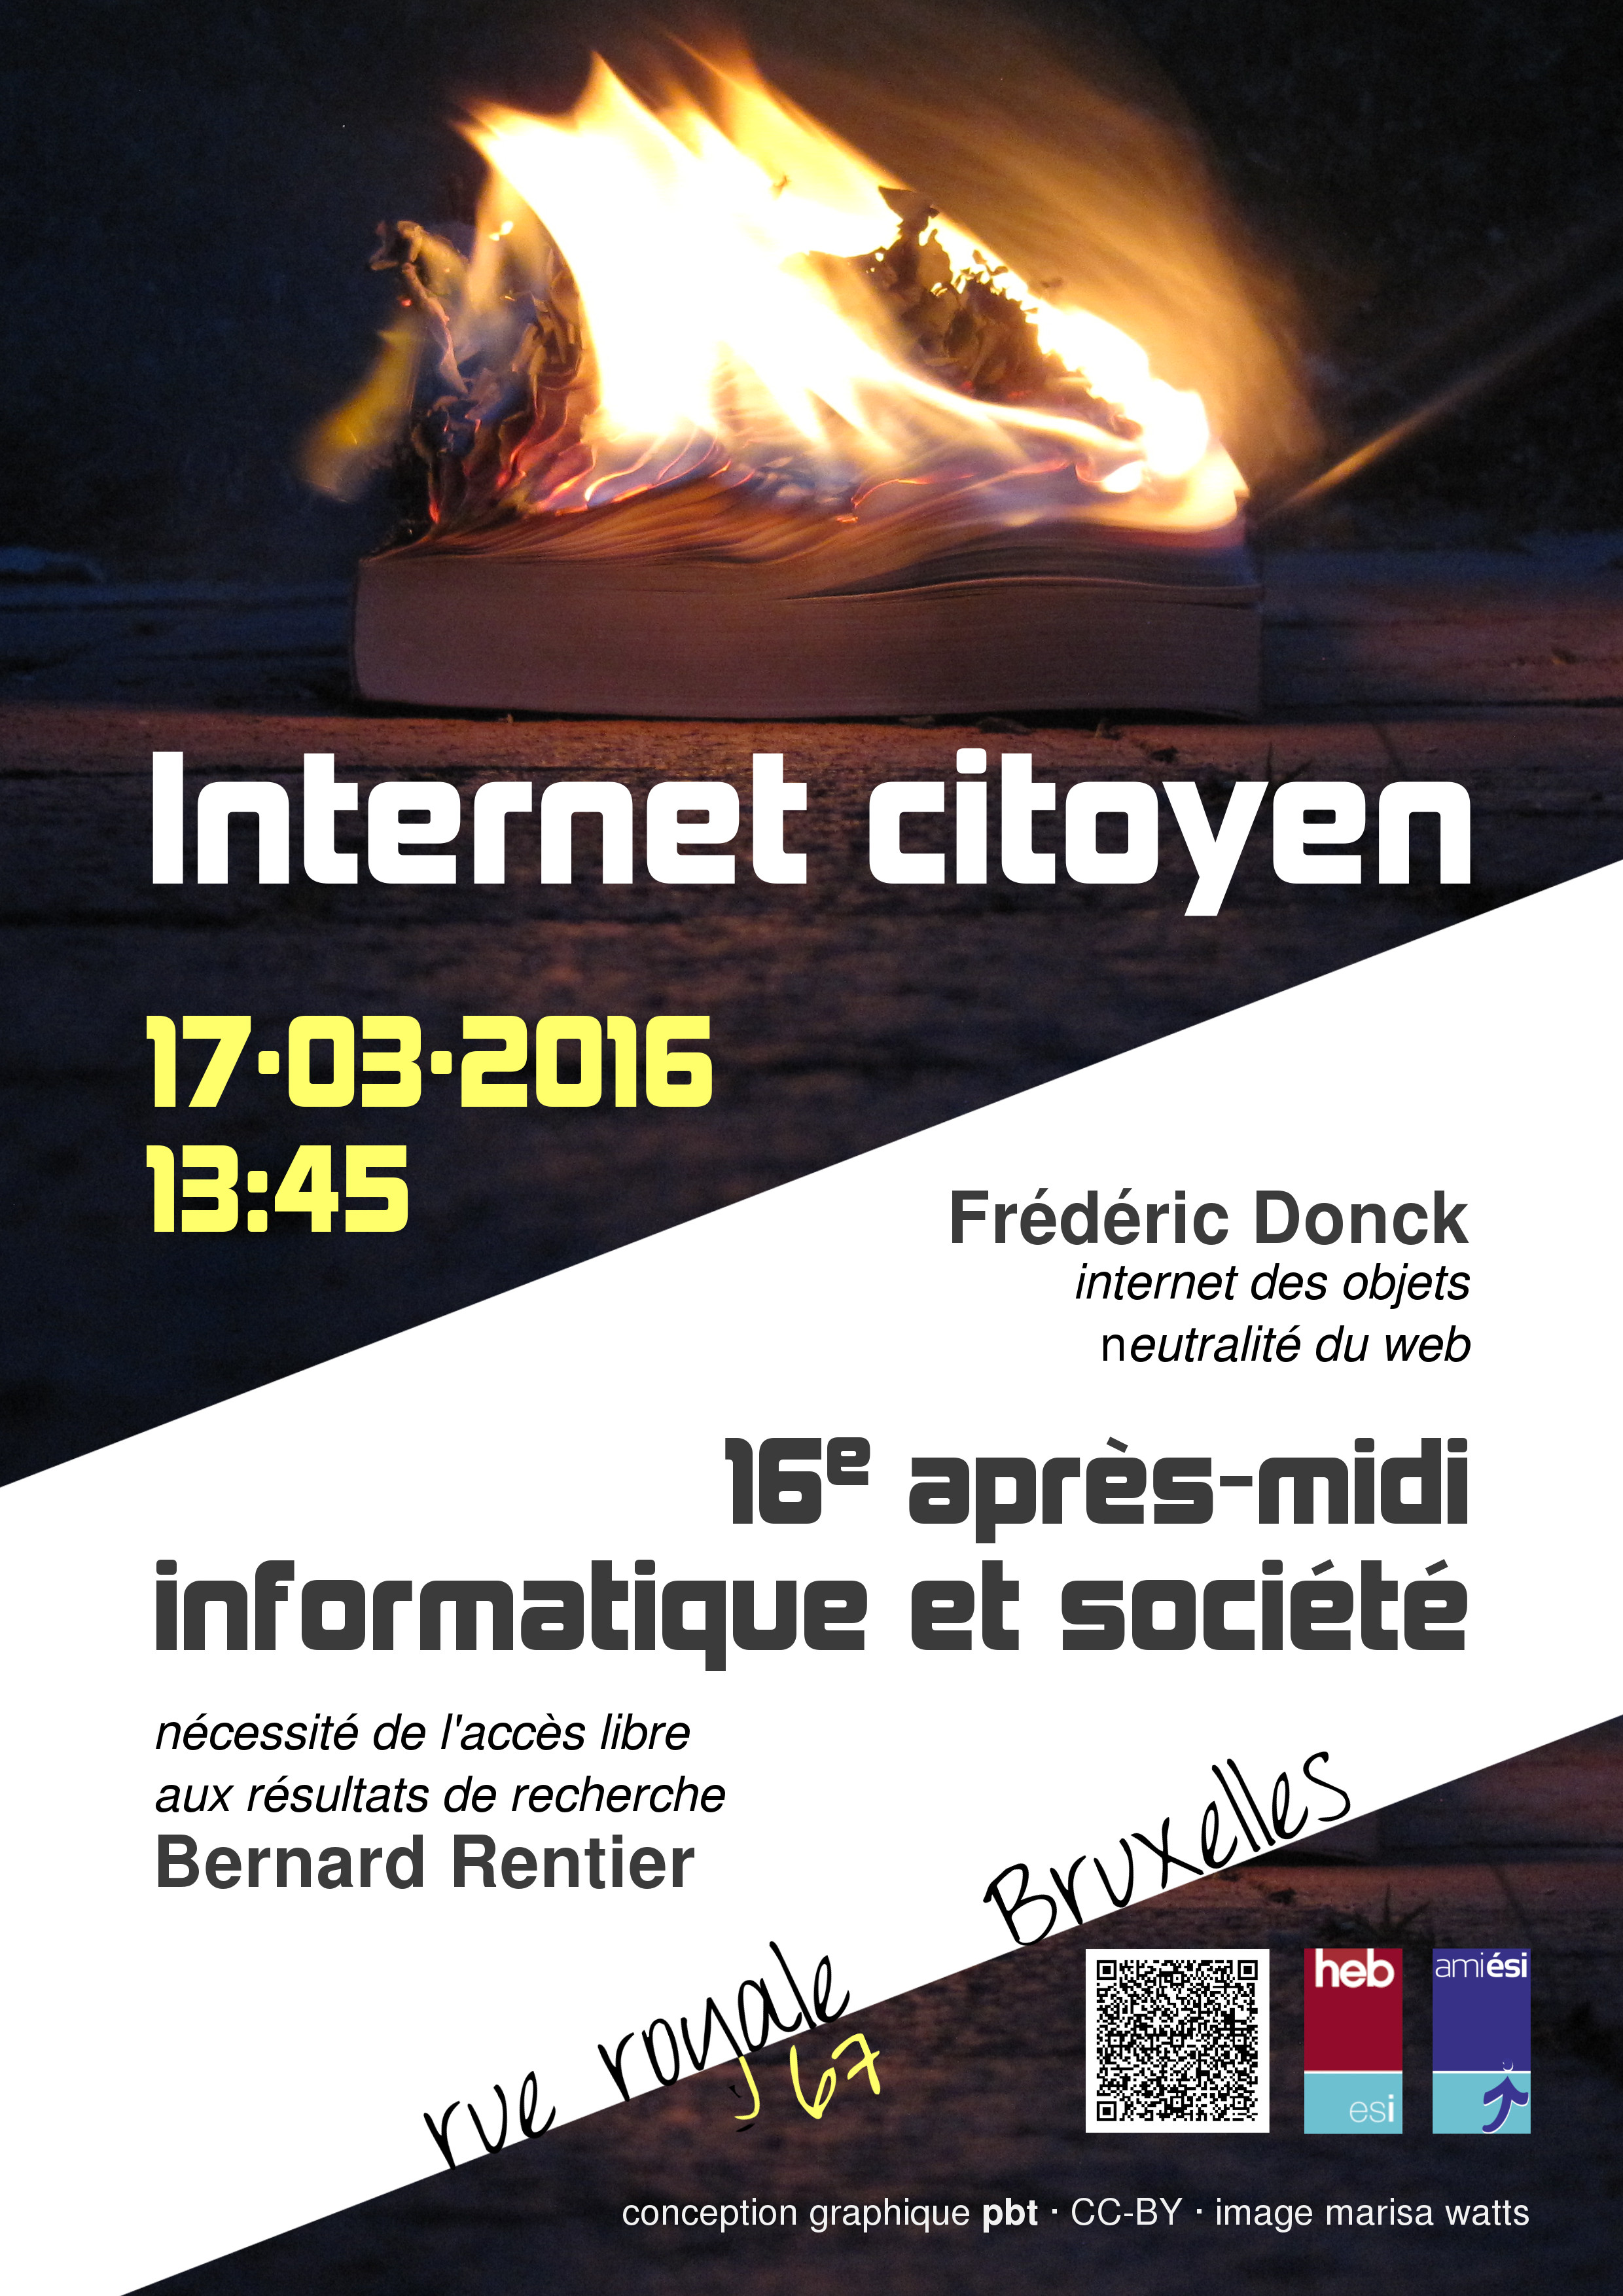 Internet citoyen
17·03·2016
13:45
Frédéric Donck
internet des objets
neutralité du web
16e après-midi
informatique et société
nécessité de l'accès libre
aux résultats de recherche
Bernard Rentier
rue royale 67
Bruxelles
heb
esi
amiési
conception graphique pbt · CC-BY · image marisa watts